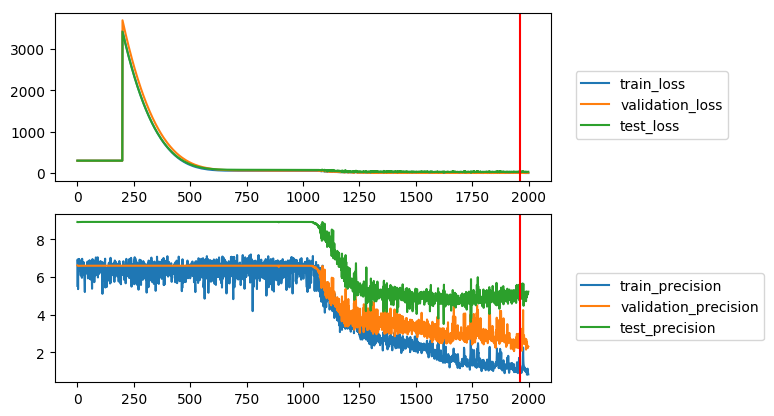 3000
2000
1000
0
0 250 500 750 1000 1250 1500 1750 2000
train_loss
validation_loss
test_loss
8
6
4
2
0 250 500 750 1000 1250 1500 1750 2000
train_precision
validation_precision
test_precision